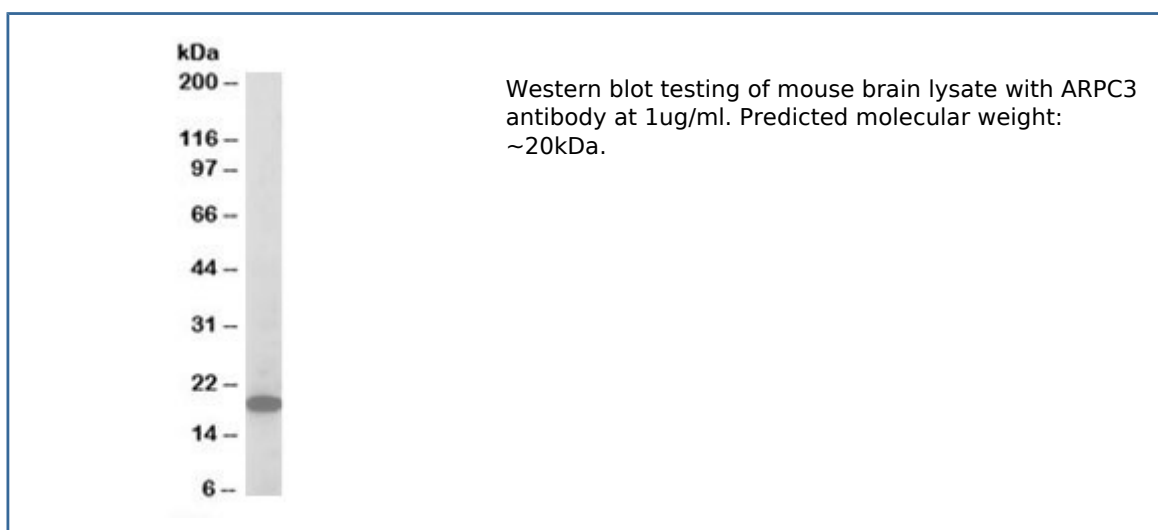 kDa
200 –
116 –
97 –
66 –
44 –
31 –
22 –
14 –
6 –
Western blot testing of mouse brain lysate with ARPC3
antibody at 1ug/ml. Predicted molecular weight:
~20kDa.